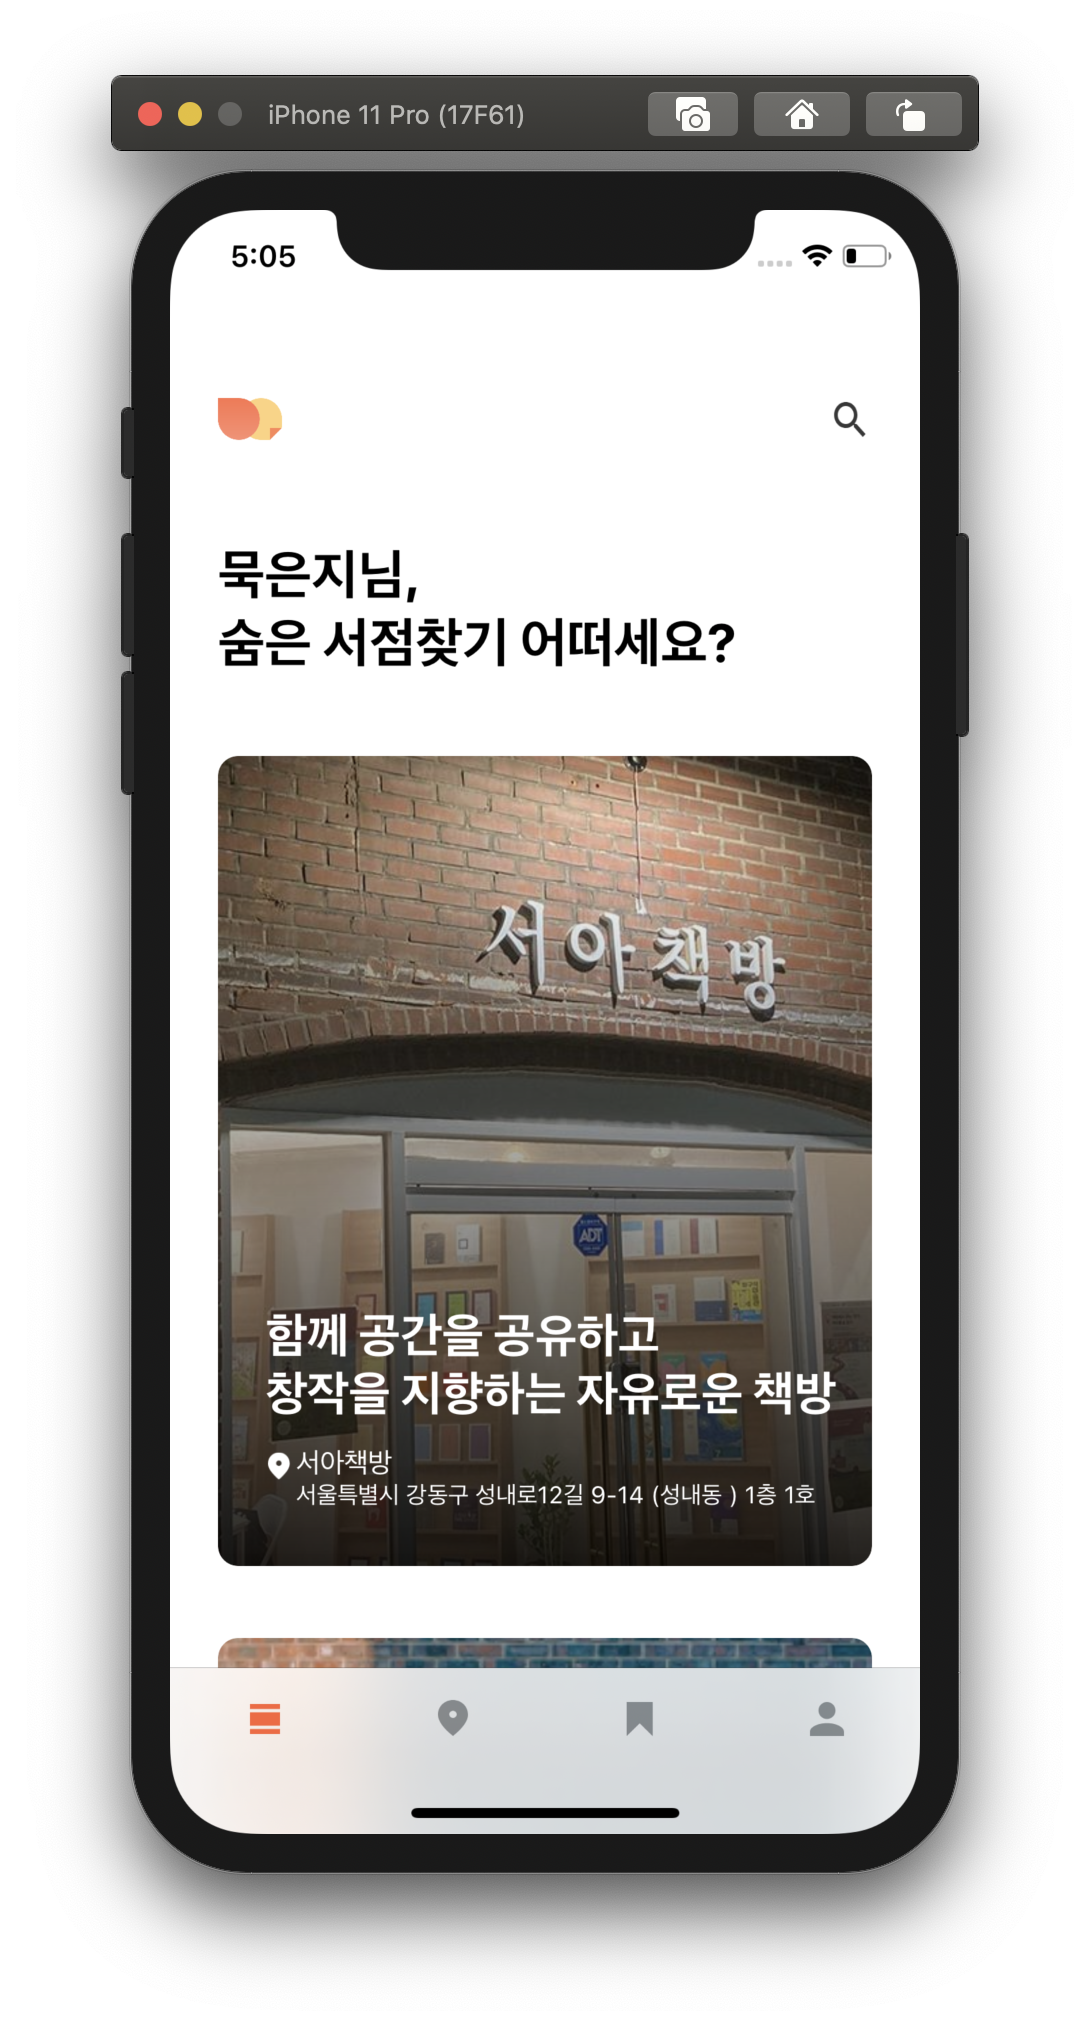 iPhone 11 Pro (17F61)
5:05
묵은지님,
숨은 서점찾기 어떠세요?
서아책방
ADT
함께 공간을 공유하고
창작을 지향하는 자유로운 책방
서아책방
서울특별시 강동구 성내로12길 9-14 (성내동 ) 1층 1호